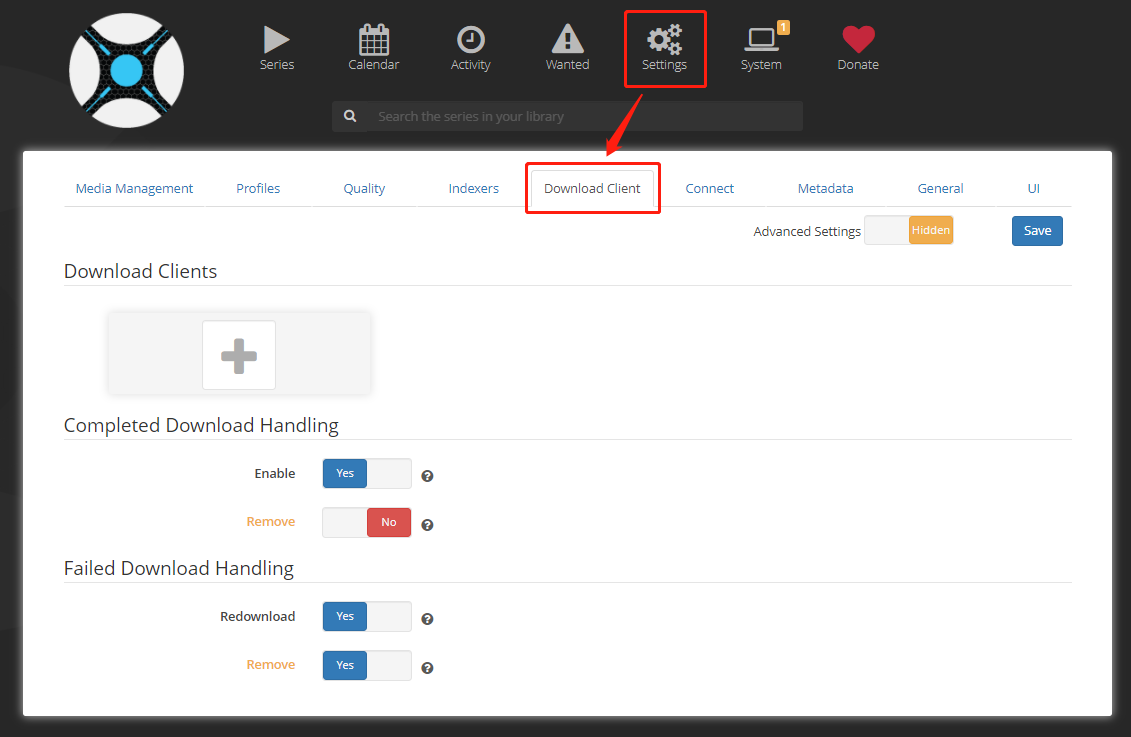 1
Series Calendar Activity Wanted Settings System Donate
Search the series in your library
Media Management Profiles Quality Indexers Download Client Connect Metadata General UI
Advanced Settings Hidden Save
Download Clients
Completed Download Handling
Enable Yes ?
Remove No ?
Failed Download Handling
Redownload Yes ?
Remove Yes ?